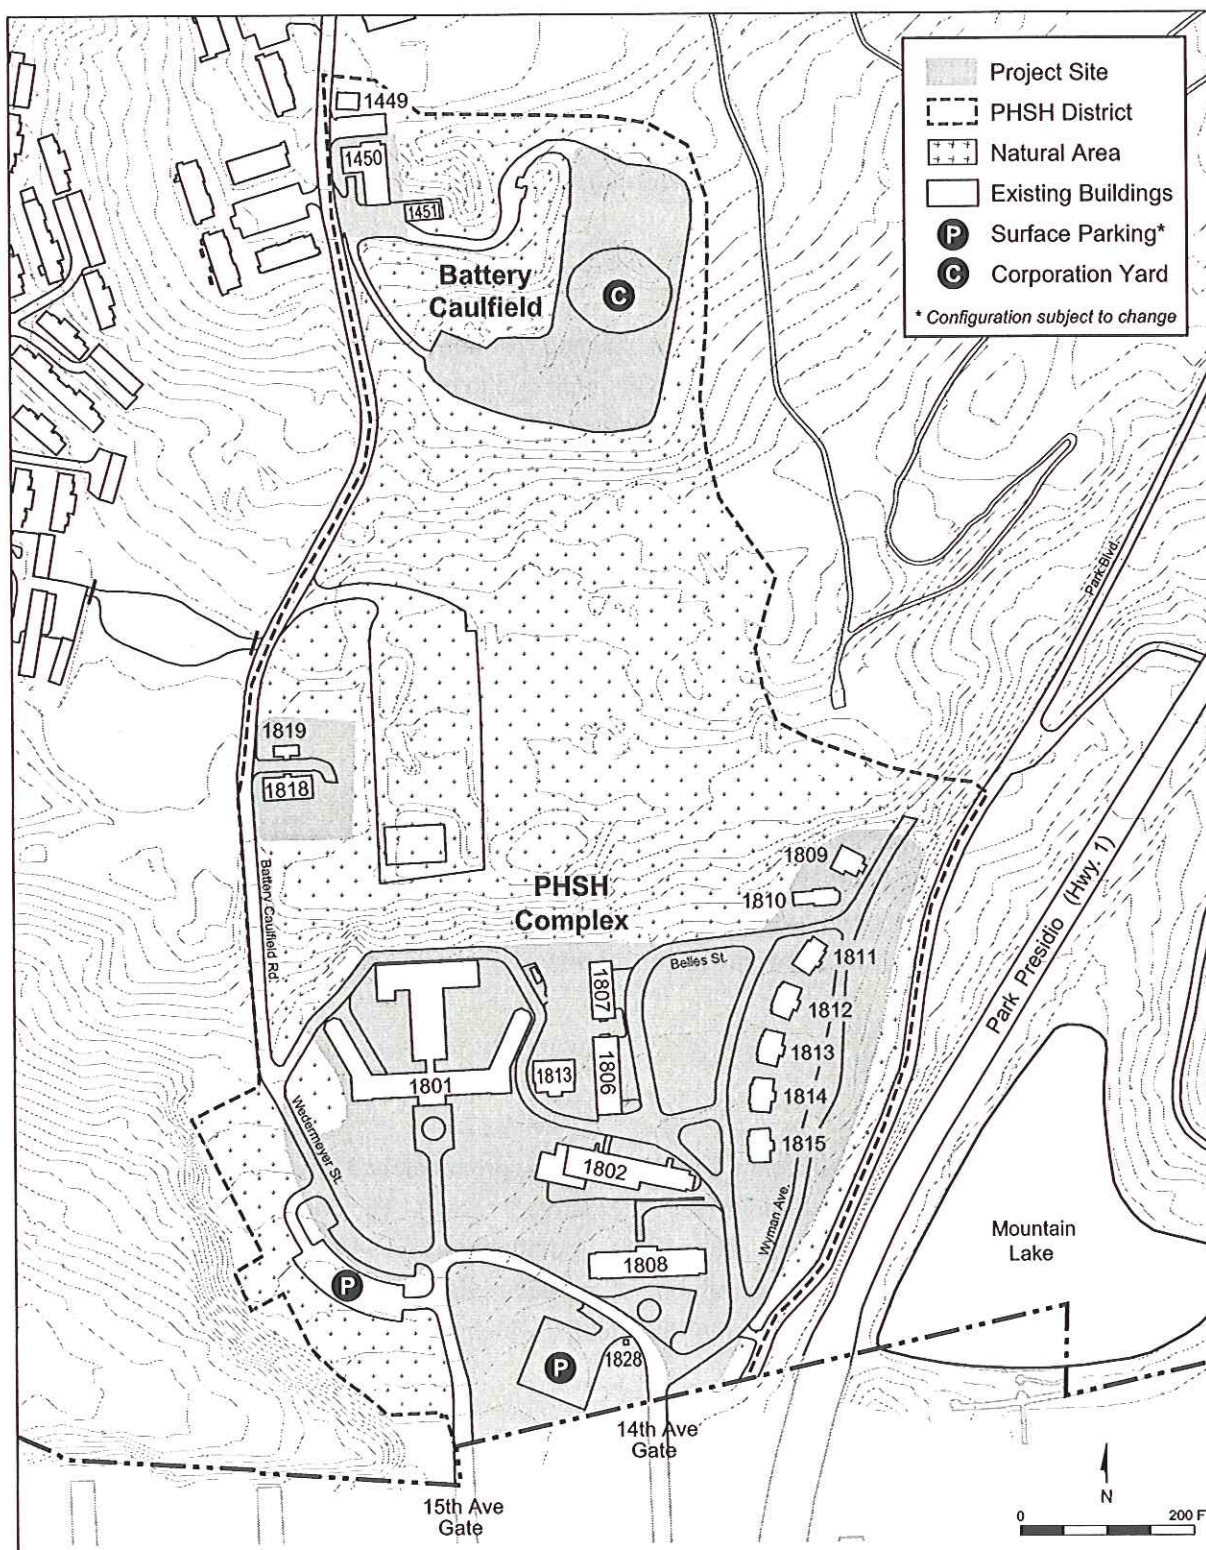 Project Site
PHSH District
Natural Area
Existing Buildings
P Surface Parking*
C Corporation Yard
* Configuration subject to change
1449
1450
1451
Battery
Caulfield
C
Park Blvd.
1819
1818
Battery Caulfield Rd.
PHSH
Complex
1809
1810
Park Presidio (Hwy. 1)
Belles St.
1811
1807
1812
1813
1806
1813
1801
1814
1815
Wedermeyer St.
1802
Wyman Ave.
Mountain
Lake
1808
P
P
1828
14th Ave
Gate
15th Ave
Gate
N
0 200 F